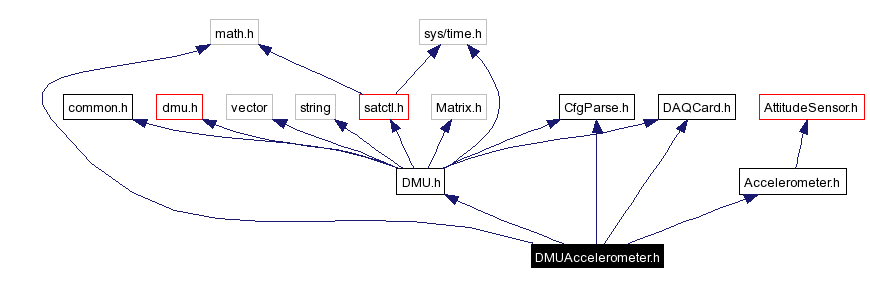 math.h
sys/time.h
common.h
dmu.h
vector
string
satctl.h
Matrix.h
CfgParse.h
DAQCard.h
AttitudeSensor.h
DMU.h
Accelerometer.h
DMUAccelerometer.h